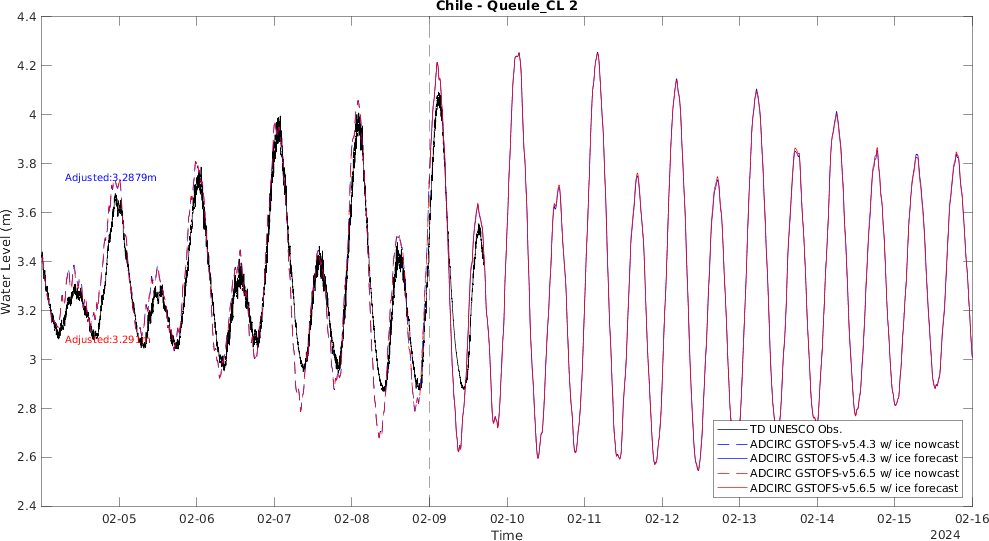 Chile - Queule_CL 2
4.4
4.2
4
3.8
3.6
3.4
3.2
3
2.8
2.6
2.4
Water Level (m)
Adjusted:3.2879m
Adjusted:3.291m
TD UNESCO Obs.
ADCIRC GSTOFS-v5.4.3 w/ ice nowcast
ADCIRC GSTOFS-v5.4.3 w/ ice forecast
ADCIRC GSTOFS-v5.6.5 w/ ice nowcast
ADCIRC GSTOFS-v5.6.5 w/ ice forecast
02-05 02-06 02-07 02-08 02-09 02-10 02-11 02-12 02-13 02-14 02-15 02-16
Time
2024